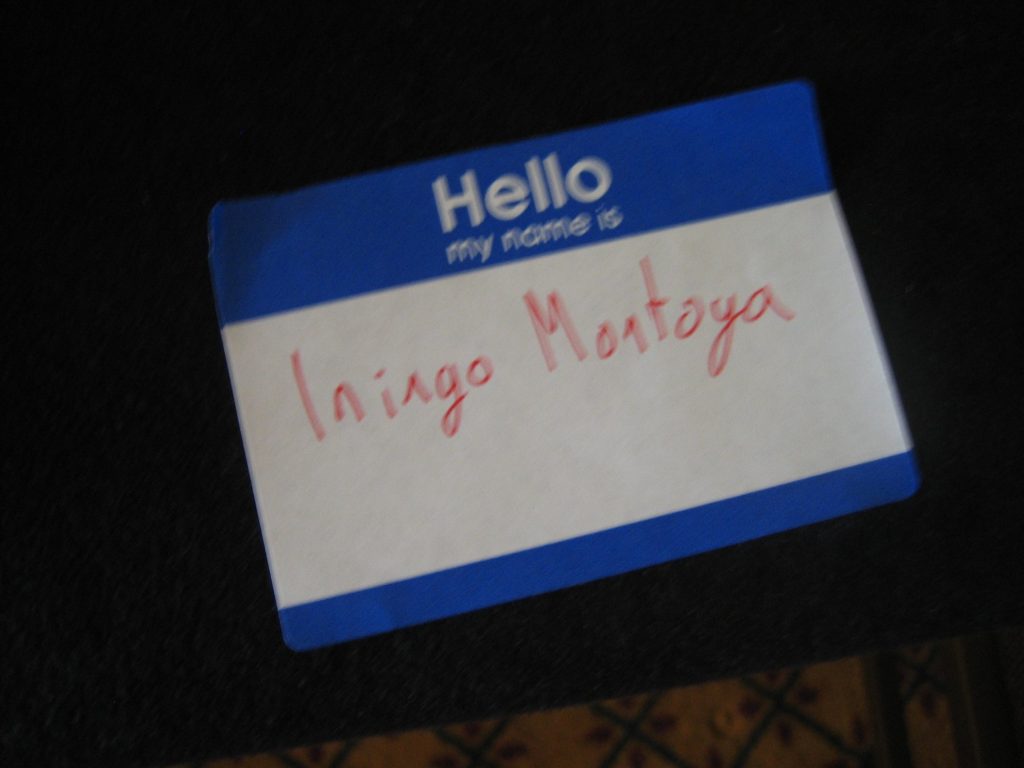 Hello
my name is
Inigo Montoya